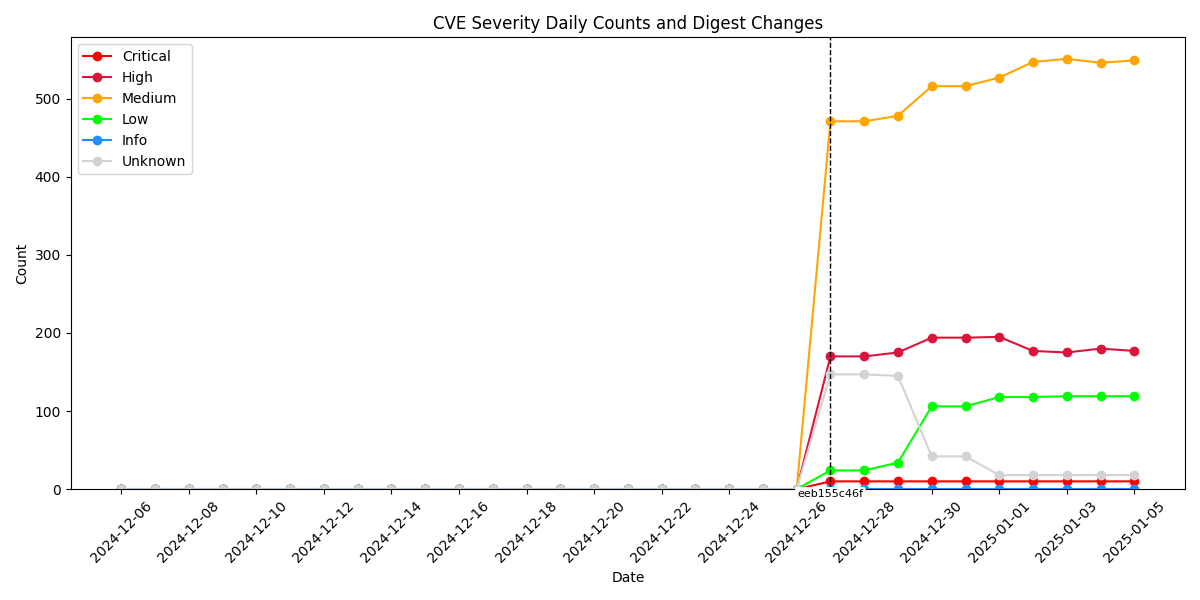 CVE Severity Daily Counts and Digest Changes
Critical
High
Medium
Low
Info
Unknown
Count
500
400
300
200
100
0
eeb155c46f
2024-12-06
2024-12-08
2024-12-10
2024-12-12
2024-12-14
2024-12-16
2024-12-18
2024-12-20
2024-12-22
2024-12-24
2024-12-26
2024-12-28
2024-12-30
2025-01-01
2025-01-03
2025-01-05
Date